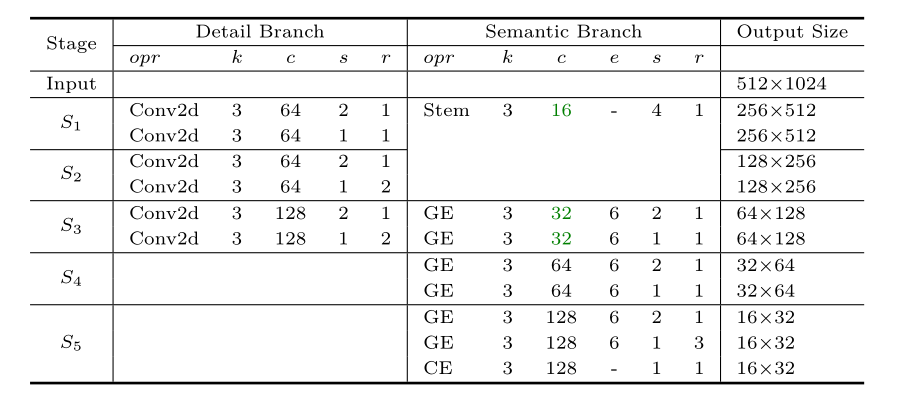 Stage Detail Branch Semantic Branch Output Size
opr k c s r opr k c e s r
Input 512×1024
S1 Conv2d 3 64 2 1 Stem 3 16 - 4 1 256×512
Conv2d 3 64 1 1 256×512
S2 Conv2d 3 64 2 1 128×256
Conv2d 3 64 1 2 128×256
S3 Conv2d 3 128 2 1 GE 3 32 6 2 1 64×128
Conv2d 3 128 1 2 GE 3 32 6 1 1 64×128
S4 GE 3 64 6 2 1 32×64
GE 3 64 6 1 1 32×64
S5 GE 3 128 6 2 1 16×32
GE 3 128 6 1 3 16×32
CE 3 128 - 1 1 16×32